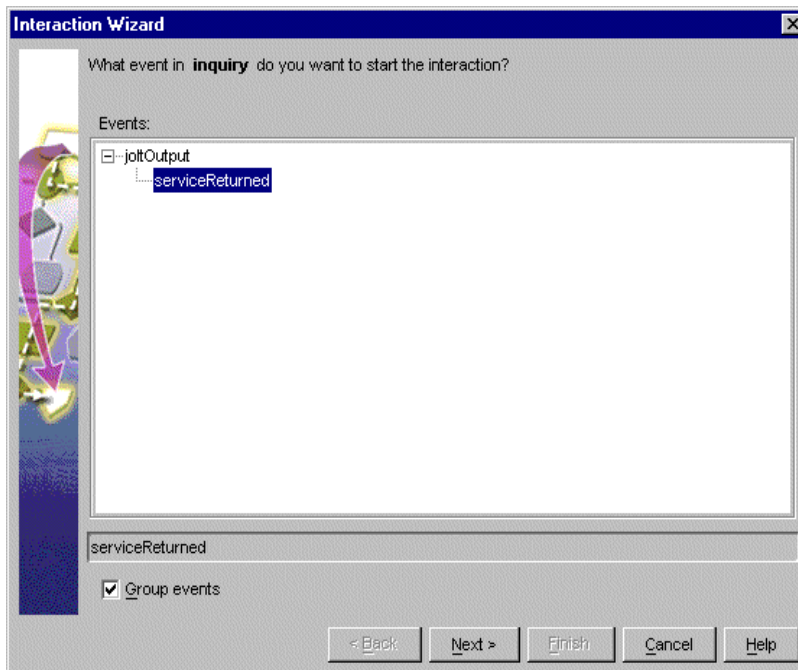 Interaction Wizard
What event in inquiry do you want to start the interaction?
Events:
joltOutput
serviceReturned
serviceReturned
Group events
< Back Next > Finish Cancel Help